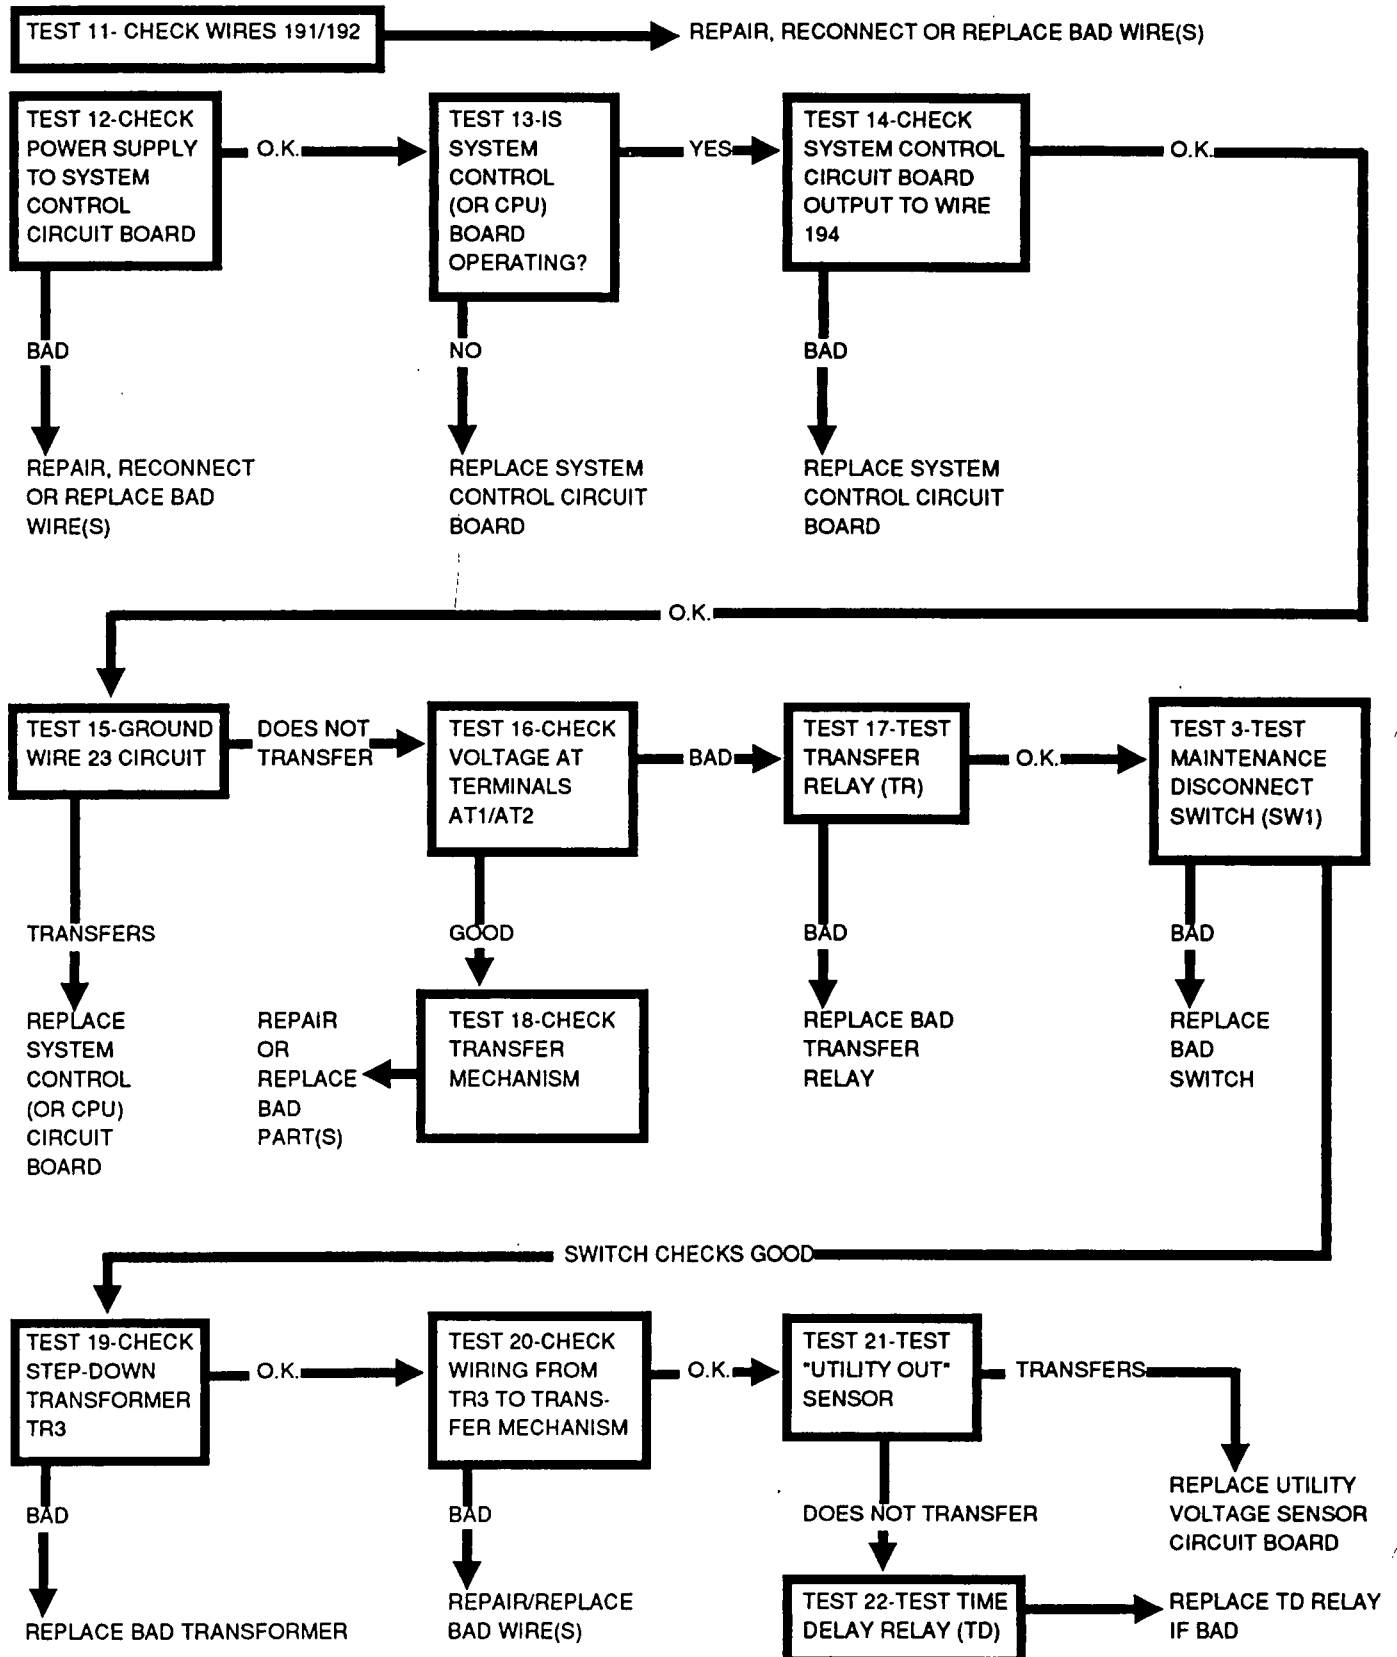 TEST 11- CHECK WIRES 191/192
REPAIR, RECONNECT OR REPLACE BAD WIRE(S)
TEST 12-CHECK
POWER SUPPLY
TO SYSTEM
CONTROL
CIRCUIT BOARD
O.K.
TEST 13-IS
SYSTEM
CONTROL
(OR CPU)
BOARD
OPERATING?
YES
TEST 14-CHECK
SYSTEM CONTROL
CIRCUIT BOARD
OUTPUT TO WIRE
194
O.K.
BAD
NO
BAD
REPAIR, RECONNECT
OR REPLACE BAD
WIRE(S)
REPLACE SYSTEM
CONTROL CIRCUIT
BOARD
REPLACE SYSTEM
CONTROL CIRCUIT
BOARD
O.K.
TEST 15-GROUND
WIRE 23 CIRCUIT
DOES NOT
TRANSFER
TEST 16-CHECK
VOLTAGE AT
TERMINALS
AT1/AT2
BAD
TEST 17-TEST
TRANSFER
RELAY (TR)
O.K.
TEST 3-TEST
MAINTENANCE
DISCONNECT
SWITCH (SW1)
TRANSFERS
GOOD
BAD
BAD
REPLACE
SYSTEM
CONTROL
(OR CPU)
CIRCUIT
BOARD
REPAIR
OR
REPLACE
BAD
PART(S)
TEST 18-CHECK
TRANSFER
MECHANISM
REPLACE BAD
TRANSFER
RELAY
REPLACE
BAD
SWITCH
SWITCH CHECKS GOOD
TEST 19-CHECK
STEP-DOWN
TRANSFORMER
TR3
O.K.
TEST 20-CHECK
WIRING FROM
TR3 TO TRANS-
FER MECHANISM
O.K.
TEST 21-TEST
"UTILITY OUT"
SENSOR
TRANSFERS
BAD
BAD
DOES NOT TRANSFER
REPLACE UTILITY
VOLTAGE SENSOR
CIRCUIT BOARD
REPLACE BAD TRANSFORMER
REPAIR/REPLACE
BAD WIRE(S)
TEST 22-TEST TIME
DELAY RELAY (TD)
REPLACE TD RELAY
IF BAD